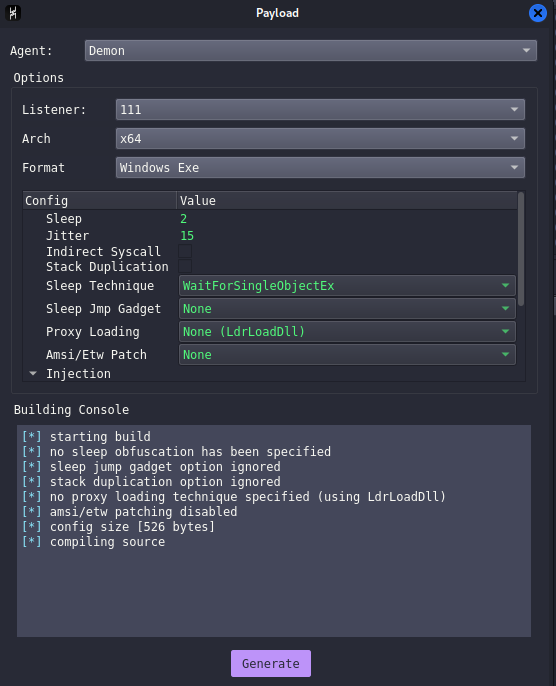 Payload
Agent: Demon
Options
Listener: 111
Arch x64
Format Windows Exe
Config Value
Sleep 2
Jitter 15
Indirect Syscall
Stack Duplication
Sleep Technique WaitForSingleObjectEx
Sleep Jmp Gadget None
Proxy Loading None (LdrLoadDll)
Amsi/Etw Patch None
Injection
Building Console
[*] starting build
[*] no sleep obfuscation has been specified
[*] sleep jump gadget option ignored
[*] stack duplication option ignored
[*] no proxy loading technique specified (using LdrLoadDll)
[*] amsi/etw patching disabled
[*] config size [526 bytes]
[*] compiling source
Generate